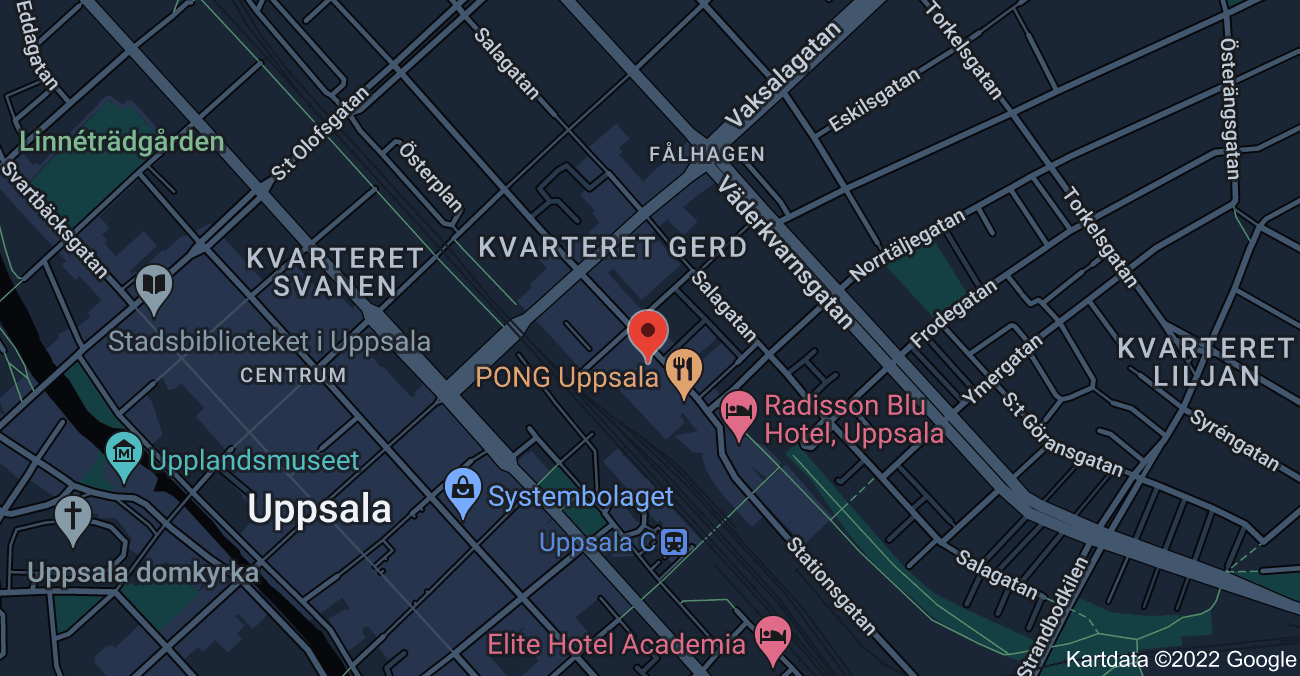 Eddagatan
Salagatan
Vaksalagatan
Torkelsgatan
Österängsgatan
Eskilsgatan
Linnéträdgården
S:t Olofsgatan
Österplan
FÅLHAGEN
Svartbäcksgatan
Väderkvarnsgatan
Norrtäljegatan
Torkelsgatan
KVARTERET
SVANEN
KVARTERET GERD
Salagatan
Frodegatan
Stadsbiblioteket i Uppsala
CENTRUM
PONG Uppsala
Ymergatan
KVARTERET
LILJAN
Radisson Blu
Hotel, Uppsala
S:t Göransgatan
Syréngatan
Upplandsmuseet
Uppsala
Systembolaget
Uppsala C
Uppsala domkyrka
Stationsgatan
Salagatan
Strandbodkilen
Elite Hotel Academia
Kartdata ©2022 Google